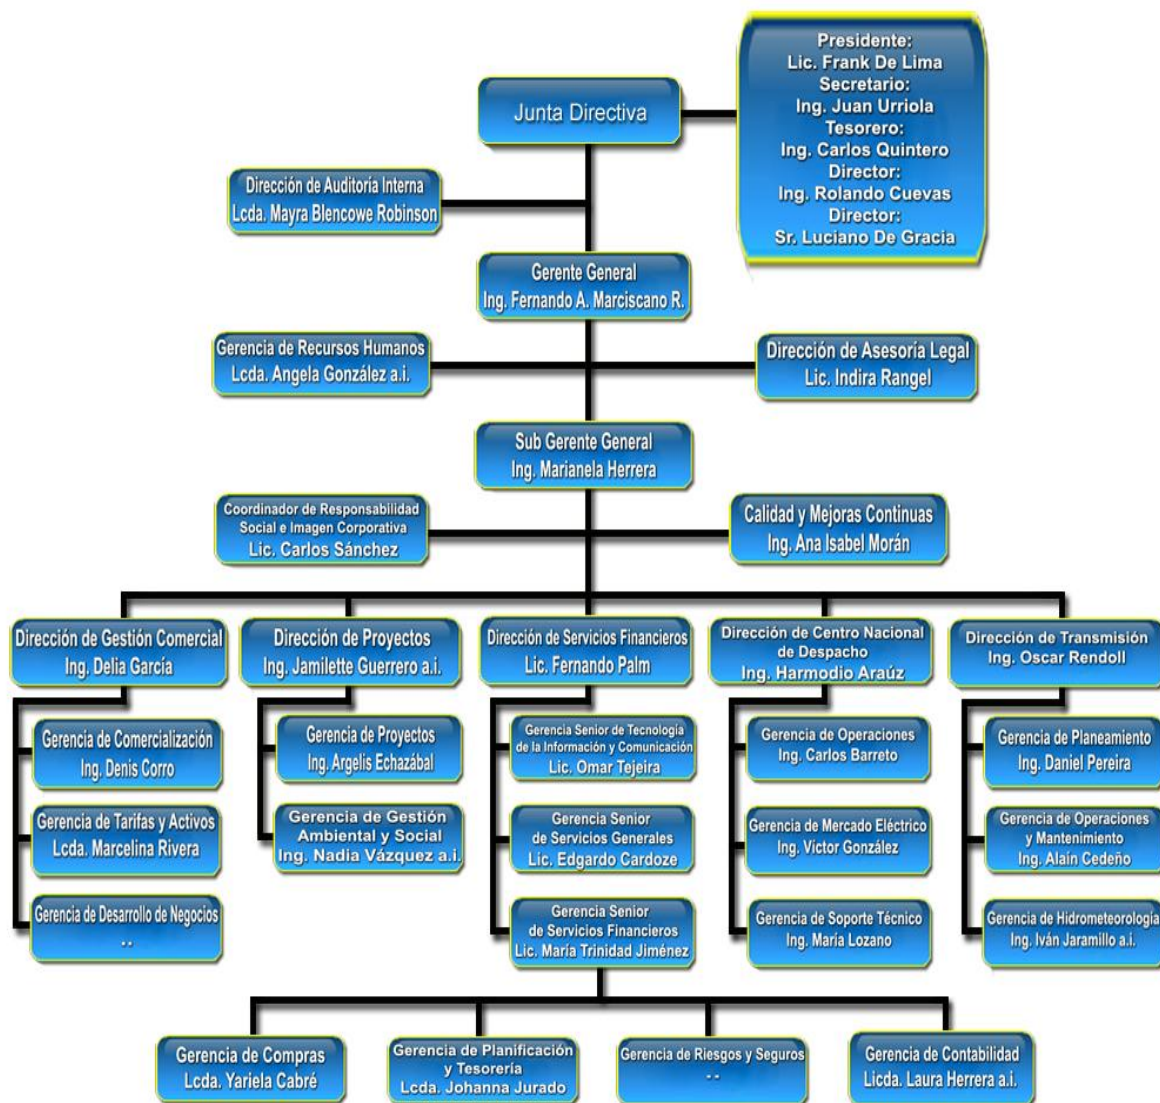 Junta Directiva
Presidente:
Lic. Frank De Lima
Secretario:
Ing. Juan Urriola
Tesorero:
Ing. Carlos Quintero
Director:
Ing. Rolando Cuevas
Director:
Sr. Luciano De Gracia
Dirección de Auditoría Interna
Lcda. Mayra Blencowe Robinson
Gerente General
Ing. Fernando A. Marciscano R.
Gerencia de Recursos Humanos
Lcda. Angela González a.i.
Dirección de Asesoría Legal
Lic. Indira Rangel
Sub Gerente General
Ing. Marianela Herrera
Coordinador de Responsabilidad
Social e Imagen Corporativa
Lic. Carlos Sánchez
Calidad y Mejoras Continuas
Ing. Ana Isabel Morán
Dirección de Gestión Comercial
Ing. Delia García
Dirección de Proyectos
Ing. Jamilette Guerrero a.i.
Dirección de Servicios Financieros
Lic. Fernando Palm
Dirección de Centro Nacional
de Despacho
Ing. Harmodio Araúz
Dirección de Transmisión
Ing. Oscar Rendoll
Gerencia de Comercialización
Ing. Denis Corro
Gerencia de Proyectos
Ing. Argelis Echazábal
Gerencia Senior de Tecnología
de la Información y Comunicación
Lic. Omar Tejeira
Gerencia de Operaciones
Ing. Carlos Barreto
Gerencia de Planeamiento
Ing. Daniel Pereira
Gerencia de Tarifas y Activos
Lcda. Marcelina Rivera
Gerencia de Gestión
Ambiental y Social
Ing. Nadia Vázquez a.i.
Gerencia Senior
de Servicios Generales
Lic. Edgardo Cardoze
Gerencia de Mercado Eléctrico
Ing. Víctor González
Gerencia de Operaciones
y Mantenimiento
Ing. Alaín Cedeño
Gerencia de Desarrollo de Negocios
- -
Gerencia Senior
de Servicios Financieros
Lic. María Trinidad Jiménez
Gerencia de Soporte Técnico
Ing. María Lozano
Gerencia de Hidrometeorología
Ing. Iván Jaramillo a.i.
Gerencia de Compras
Lcda. Yariela Cabré
Gerencia de Planificación
y Tesorería
Lcda. Johanna Jurado
Gerencia de Riesgos y Seguros
- -
Gerencia de Contabilidad
Licda. Laura Herrera a.i.